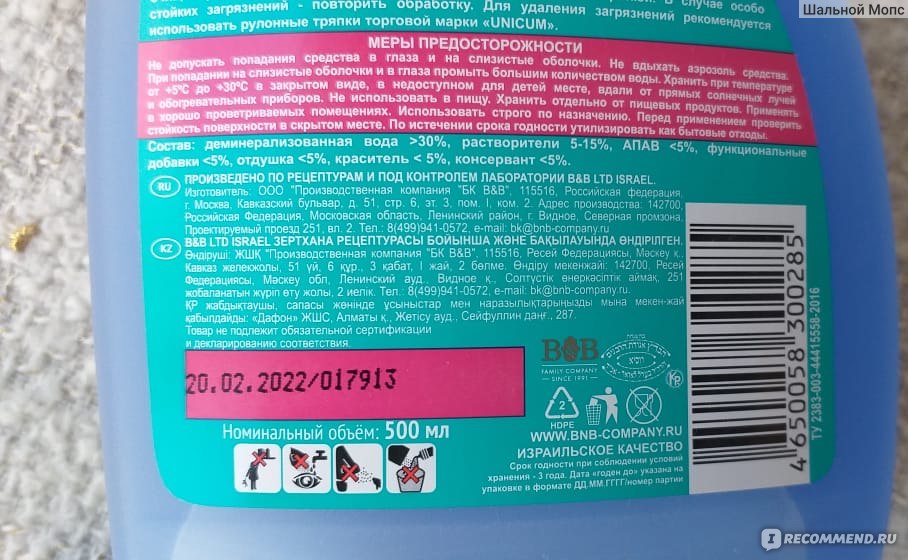 стойких загрязнений - повторить обработку. Для удаления загрязнений рекомендуется
использовать рулонные тряпки торговой марки «UNICUM».
МЕРЫ ПРЕДОСТОРОЖНОСТИ
Не допускать попадания средства в глаза и на слизистые оболочки. Не вдыхать аэрозоль средства.
При попадании на слизистые оболочки и в глаза промыть большим количеством воды. Хранить при температуре
от +5°С до +30°С в закрытом виде, в недоступном для детей месте, вдали от прямых солнечных лучей
и обогревательных приборов. Не использовать в пищу. Хранить отдельно от пищевых продуктов. Применять
в хорошо проветриваемых помещениях. Использовать строго по назначению. Перед применением проверить
стойкость поверхности в скрытом месте. По истечении срока годности утилизировать как бытовые отходы.
Состав: деминерализованная вода >30%, растворители 5-15%, АПАВ <5%, функциональные
добавки <5%, отдушка <5%, краситель < 5%, консервант <5%.
RU
ПРОИЗВЕДЕНО ПО РЕЦЕПТУРАМ И ПОД КОНТРОЛЕМ ЛАБОРАТОРИИ B&B LTD ISRAEL.
Изготовитель: ООО "Производственная компания "БК В&В", 115516, Российская федерация,
г. Москва, Кавказский бульвар, д. 51, стр. 6, эт. 3, пом. I, ком. 2. Адрес производства: 142700,
Российская Федерация, Московская область, Ленинский район, г. Видное, Северная промзона.
Проектируемый проезд 251, вл. 2. Тел.: 8(499)941-0572, e-mail: bk@bnb-company.ru
KZ
B&B LTD ISRAEL ЗЕРТХАНА РЕЦЕПТУРАСЫ БОЙЫНША ЖӘНЕ БАҚЫЛАУЫНДА ӨНДІРІЛГЕН.
Өндіруші: ЖШҚ "Производственная компания "БК В&В", 115516, Ресей Федерациясы, Мәскеу қ.,
Кавказ желекжолы, 51 үй, 6 құр., 3 қабат, I жай, 2 бөлме. Өндіру мекенжайі: 142700, Ресей
Федерациясы, Мәскеу обл, Ленинский ауд., Видное қ., Солтүстік өнеркәсіптік аймақ, 251
жобаланатын жүріп өту жолы, 2 иелік. Тел.: 8(499)941-0572, e-mail: bk@bnb-company.ru.
ҚР жабдықтаушы, сапасы жөнінде ұсыныстар мен наразылықтарыңызды мына мекен-жай
қабылдайды: «Дафон» ЖШС, Алматы қ., Жетісу ауд., Сейфуллин даңғ., 287.
Товар не подлежит обязательной сертификации
и декларированию соответствия.
20.02.2022/017913
Номинальный объём: 500 мл
B&B
FAMILY COMPANY
SINCE 1991
2
HDPE
WWW.BNB-COMPANY.RU
ИЗРАИЛЬСКОЕ КАЧЕСТВО
Срок годности при соблюдении условий
хранения - 3 года. Дата «годен до» указана на
упаковке в формате ДД.ММ.ГГГГ/номер партии
4 650058 300285
ТУ 2383-003-44415558-2016
Шальной Мопс
IRECOMMEND.RU